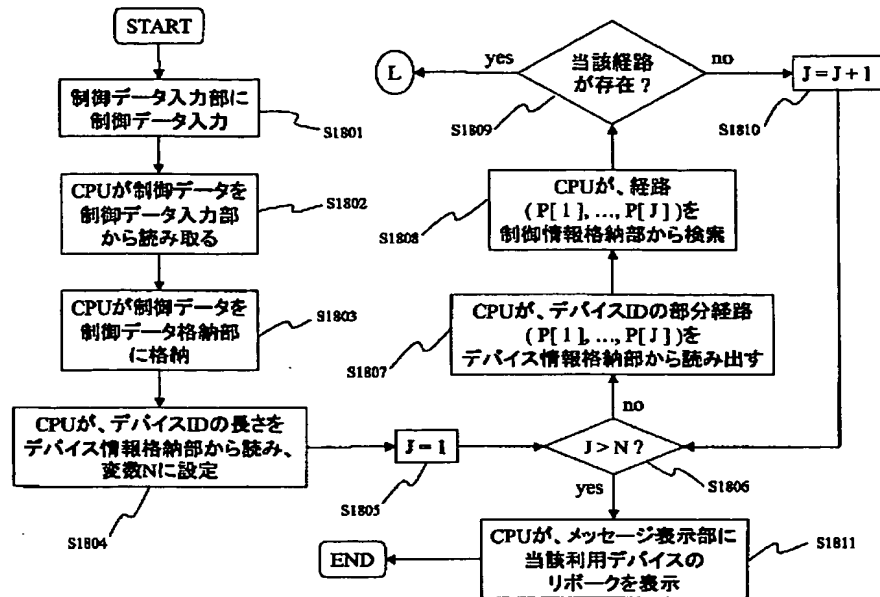 START
制御データ入力部に
制御データ入力
S1801
CPUが制御データを
制御データ入力部
から読み取る
S1802
CPUが制御データを
制御データ格納部
に格納
S1803
CPUが、デバイスIDの長さを
デバイス情報格納部から読み、
変数Nに設定
S1804
J = 1
S1805
J > N ?
S1806
no
yes
CPUが、デバイスIDの部分経路
( P[ 1 ], ..., P[ J ] )を
デバイス情報格納部から読み出す
S1807
CPUが、経路
( P[ 1 ], ..., P[ J ] )を
制御情報格納部から検索
S1808
当該経路
が存在 ?
S1809
yes
L
no
J = J + 1
S1810
CPUが、メッセージ表示部に
当該利用デバイスの
リボークを表示
S1811
END